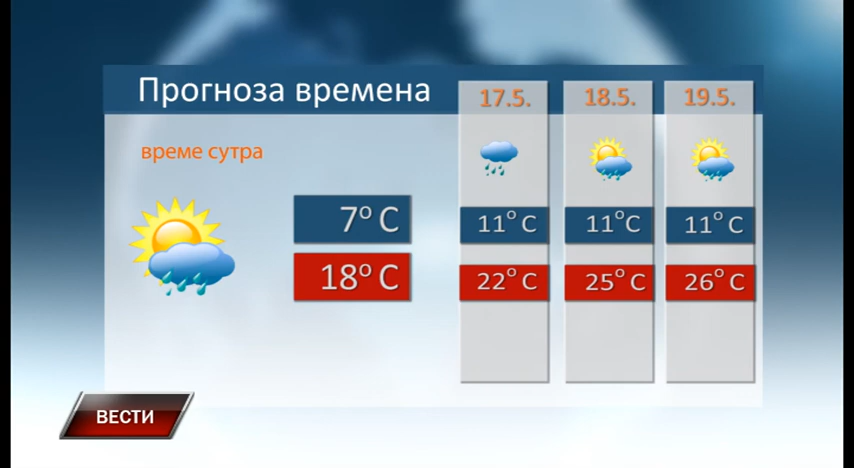 Прогноза времена
време сутра
7° C
18° C
17.5.
18.5.
19.5.
11° C
11°C
11° C
22° C
25° C
26° C
ВЕСТИ